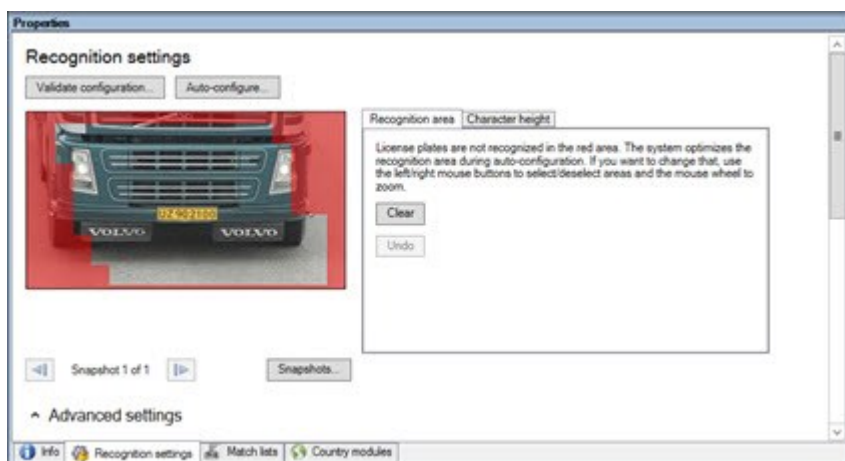 Properties
Recognition settings
Validate configuration...
Auto-configure...
Recognition area
Character height
License plates are not recognized in the red area. The system optimizes the
recognition area during auto-configuration. If you want to change that, use
the left/right mouse buttons to select/deselect areas and the mouse wheel to
zoom.
Clear
Undo
VOLVO
VOLVO
Snapshot 1 of 1
Snapshots...
Advanced settings
Info
Recognition settings
Match lists
Country modules